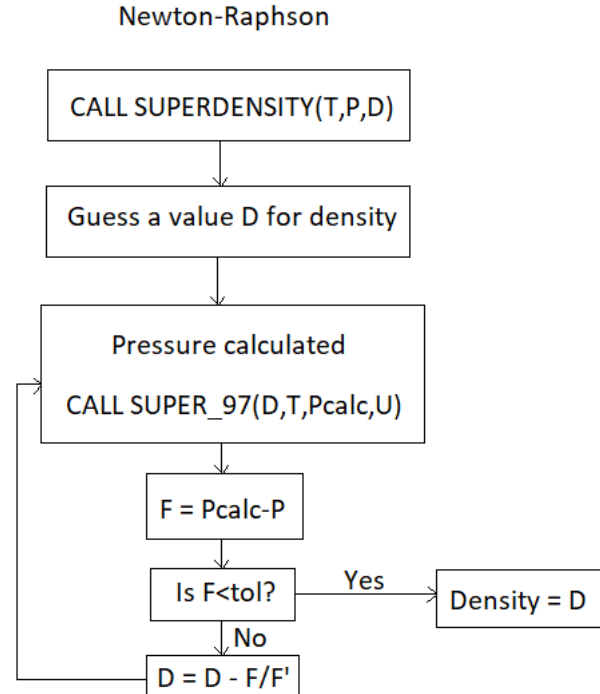 Newton-Raphson
CALL SUPERDENSITY(T,P,D)
Guess a value D for density
Pressure calculated
CALL SUPER_97(D,T,Pcalc,U)
F = Pcalc-P
Is F<tol?
Yes
Density = D
No
D = D - F/F'